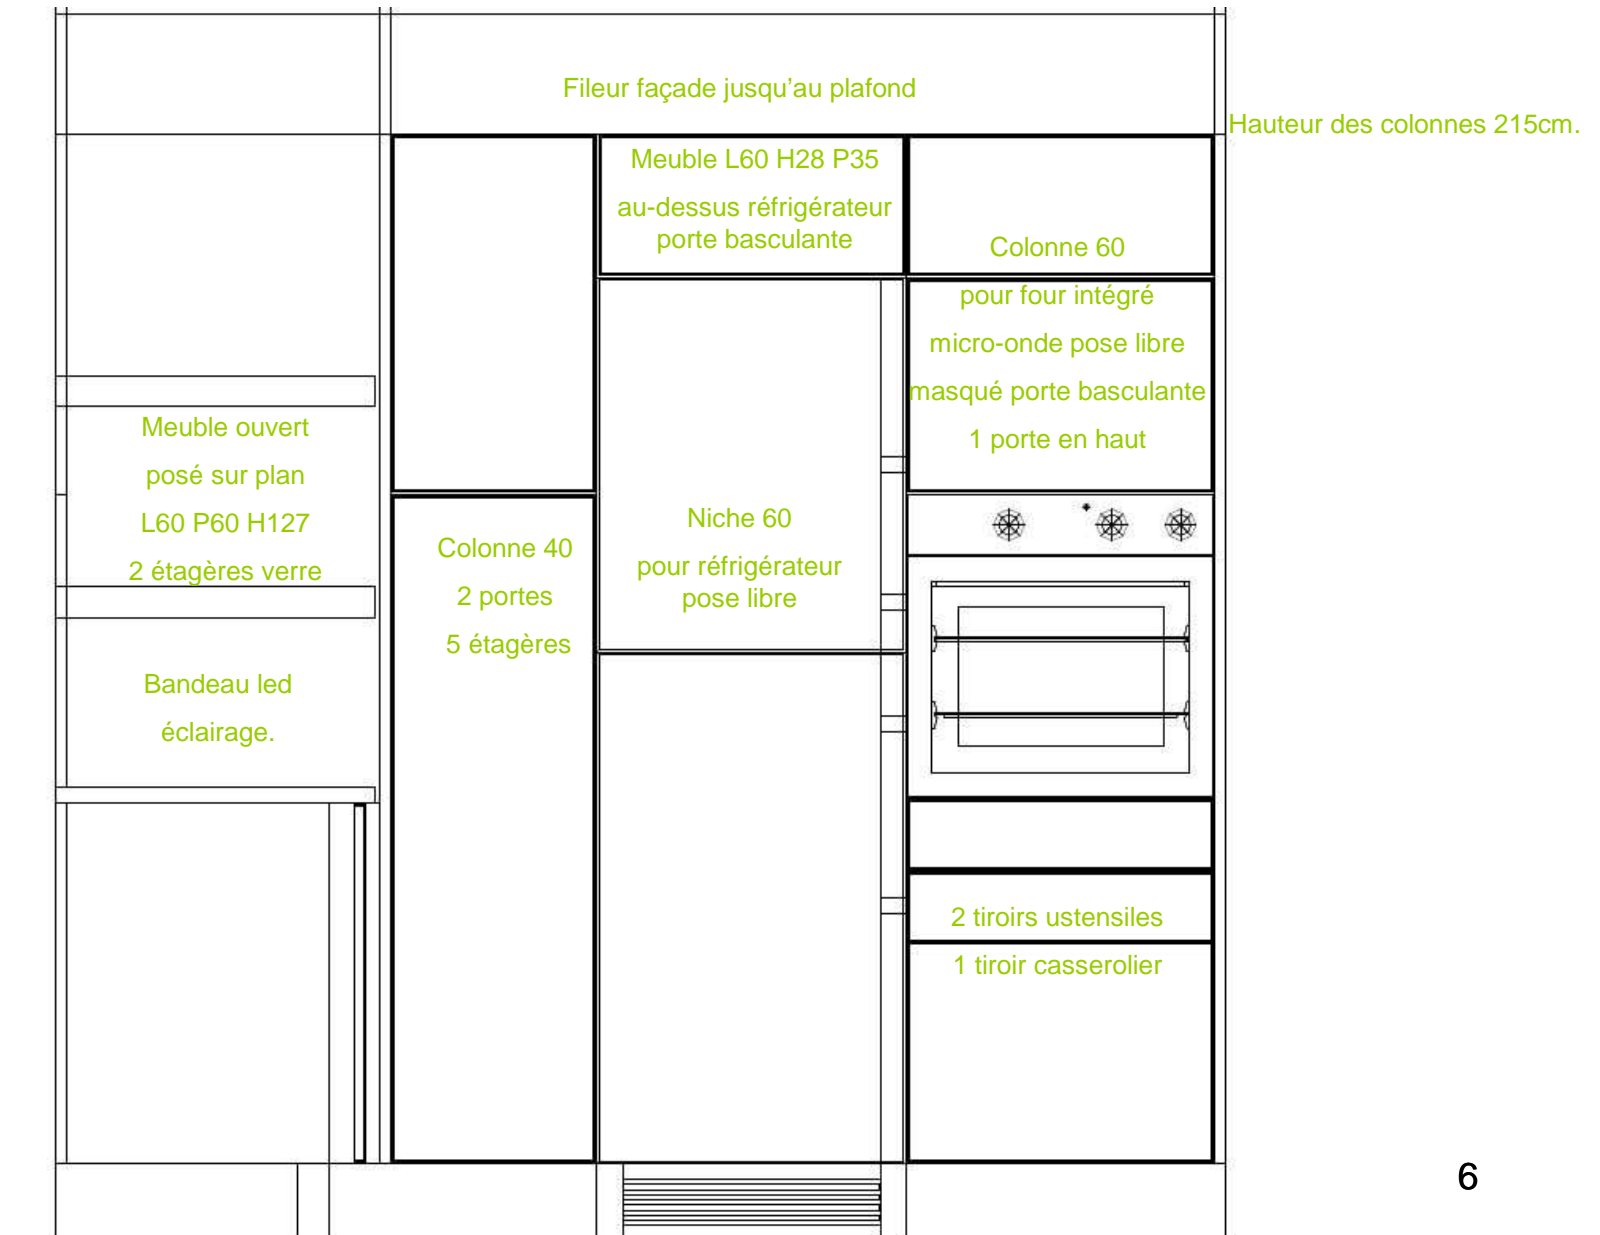 Fileur façade jusqu’au plafond
Hauteur des colonnes 215cm.
Meuble L60 H28 P35
au-dessus réfrigérateur
porte basculante
Colonne 60
pour four intégré
micro-onde pose libre
masqué porte basculante
1 porte en haut
Meuble ouvert
posé sur plan
L60 P60 H127
2 étagères verre
Bandeau led
éclairage.
Colonne 40
2 portes
5 étagères
Niche 60
pour réfrigérateur
pose libre
2 tiroirs ustensiles
1 tiroir casserolier
6